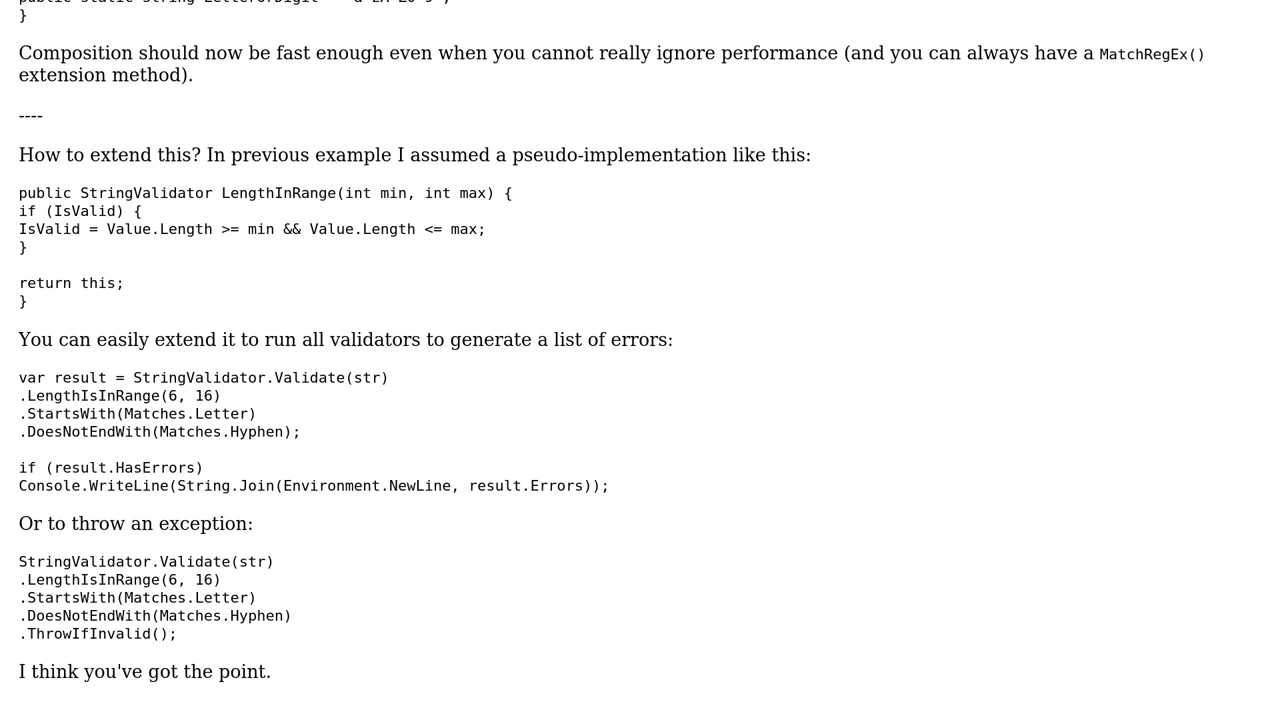 }
Composition should now be fast enough even when you cannot really ignore performance (and you can always have a MatchRegEx()
extension method).
----
How to extend this? In previous example I assumed a pseudo-implementation like this:
public StringValidator LengthInRange(int min, int max) {
if (IsValid) {
IsValid = Value.Length >= min && Value.Length <= max;
}
return this;
}
You can easily extend it to run all validators to generate a list of errors:
var result = StringValidator.Validate(str)
.LengthIsInRange(6, 16)
.StartsWith(Matches.Letter)
.DoesNotEndWith(Matches.Hyphen);
if (result.HasErrors)
Console.WriteLine(String.Join(Environment.NewLine, result.Errors));
Or to throw an exception:
StringValidator.Validate(str)
.LengthIsInRange(6, 16)
.StartsWith(Matches.Letter)
.DoesNotEndWith(Matches.Hyphen)
.ThrowIfInvalid();
I think you've got the point.